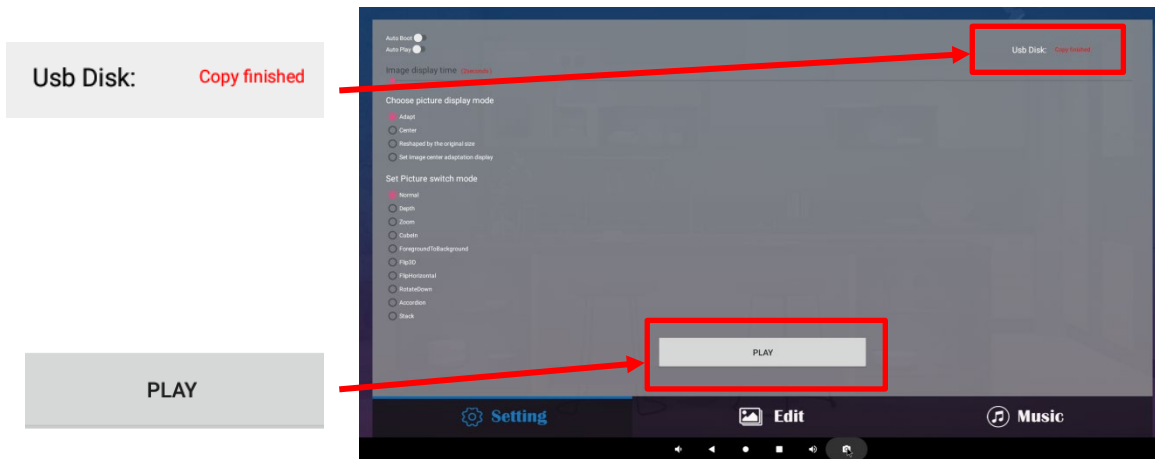 Usb Disk: Copy finished
PLAY
Auto Boot
Auto Play
Usb Disk: Copy finished
Image display time (2seconds)
Choose picture display mode
Adapt
Center
Reshaped by the original size
Set image center adaptation display
Set Picture switch mode
Normal
Depth
Zoom
CubeIn
ForegroundToBackground
Flip3D
FlipHorizontal
RotateDown
Accordion
Stack
PLAY
Setting
Edit
Music